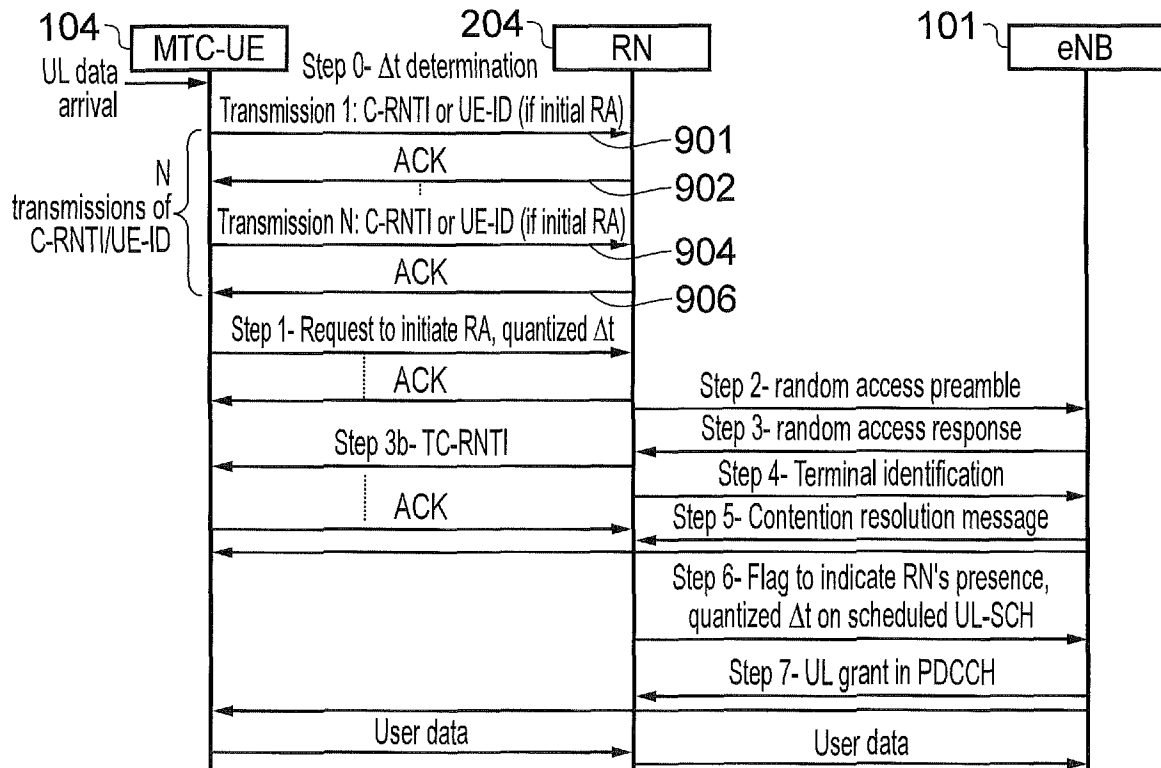 104
MTC-UE
204
RN
101
eNB
UL data
arrival
Step 0- Δt determination
Transmission 1: C-RNTI or UE-ID (if initial RA)
901
ACK
902
N
transmissions of
C-RNTI/UE-ID
Transmission N: C-RNTI or UE-ID (if initial RA)
904
ACK
906
Step 1- Request to initiate RA, quantized Δt
ACK
Step 2- random access preamble
Step 3- random access response
Step 3b- TC-RNTI
Step 4- Terminal identification
ACK
Step 5- Contention resolution message
Step 6- Flag to indicate RN's presence,
quantized Δt on scheduled UL-SCH
Step 7- UL grant in PDCCH
User data
User data